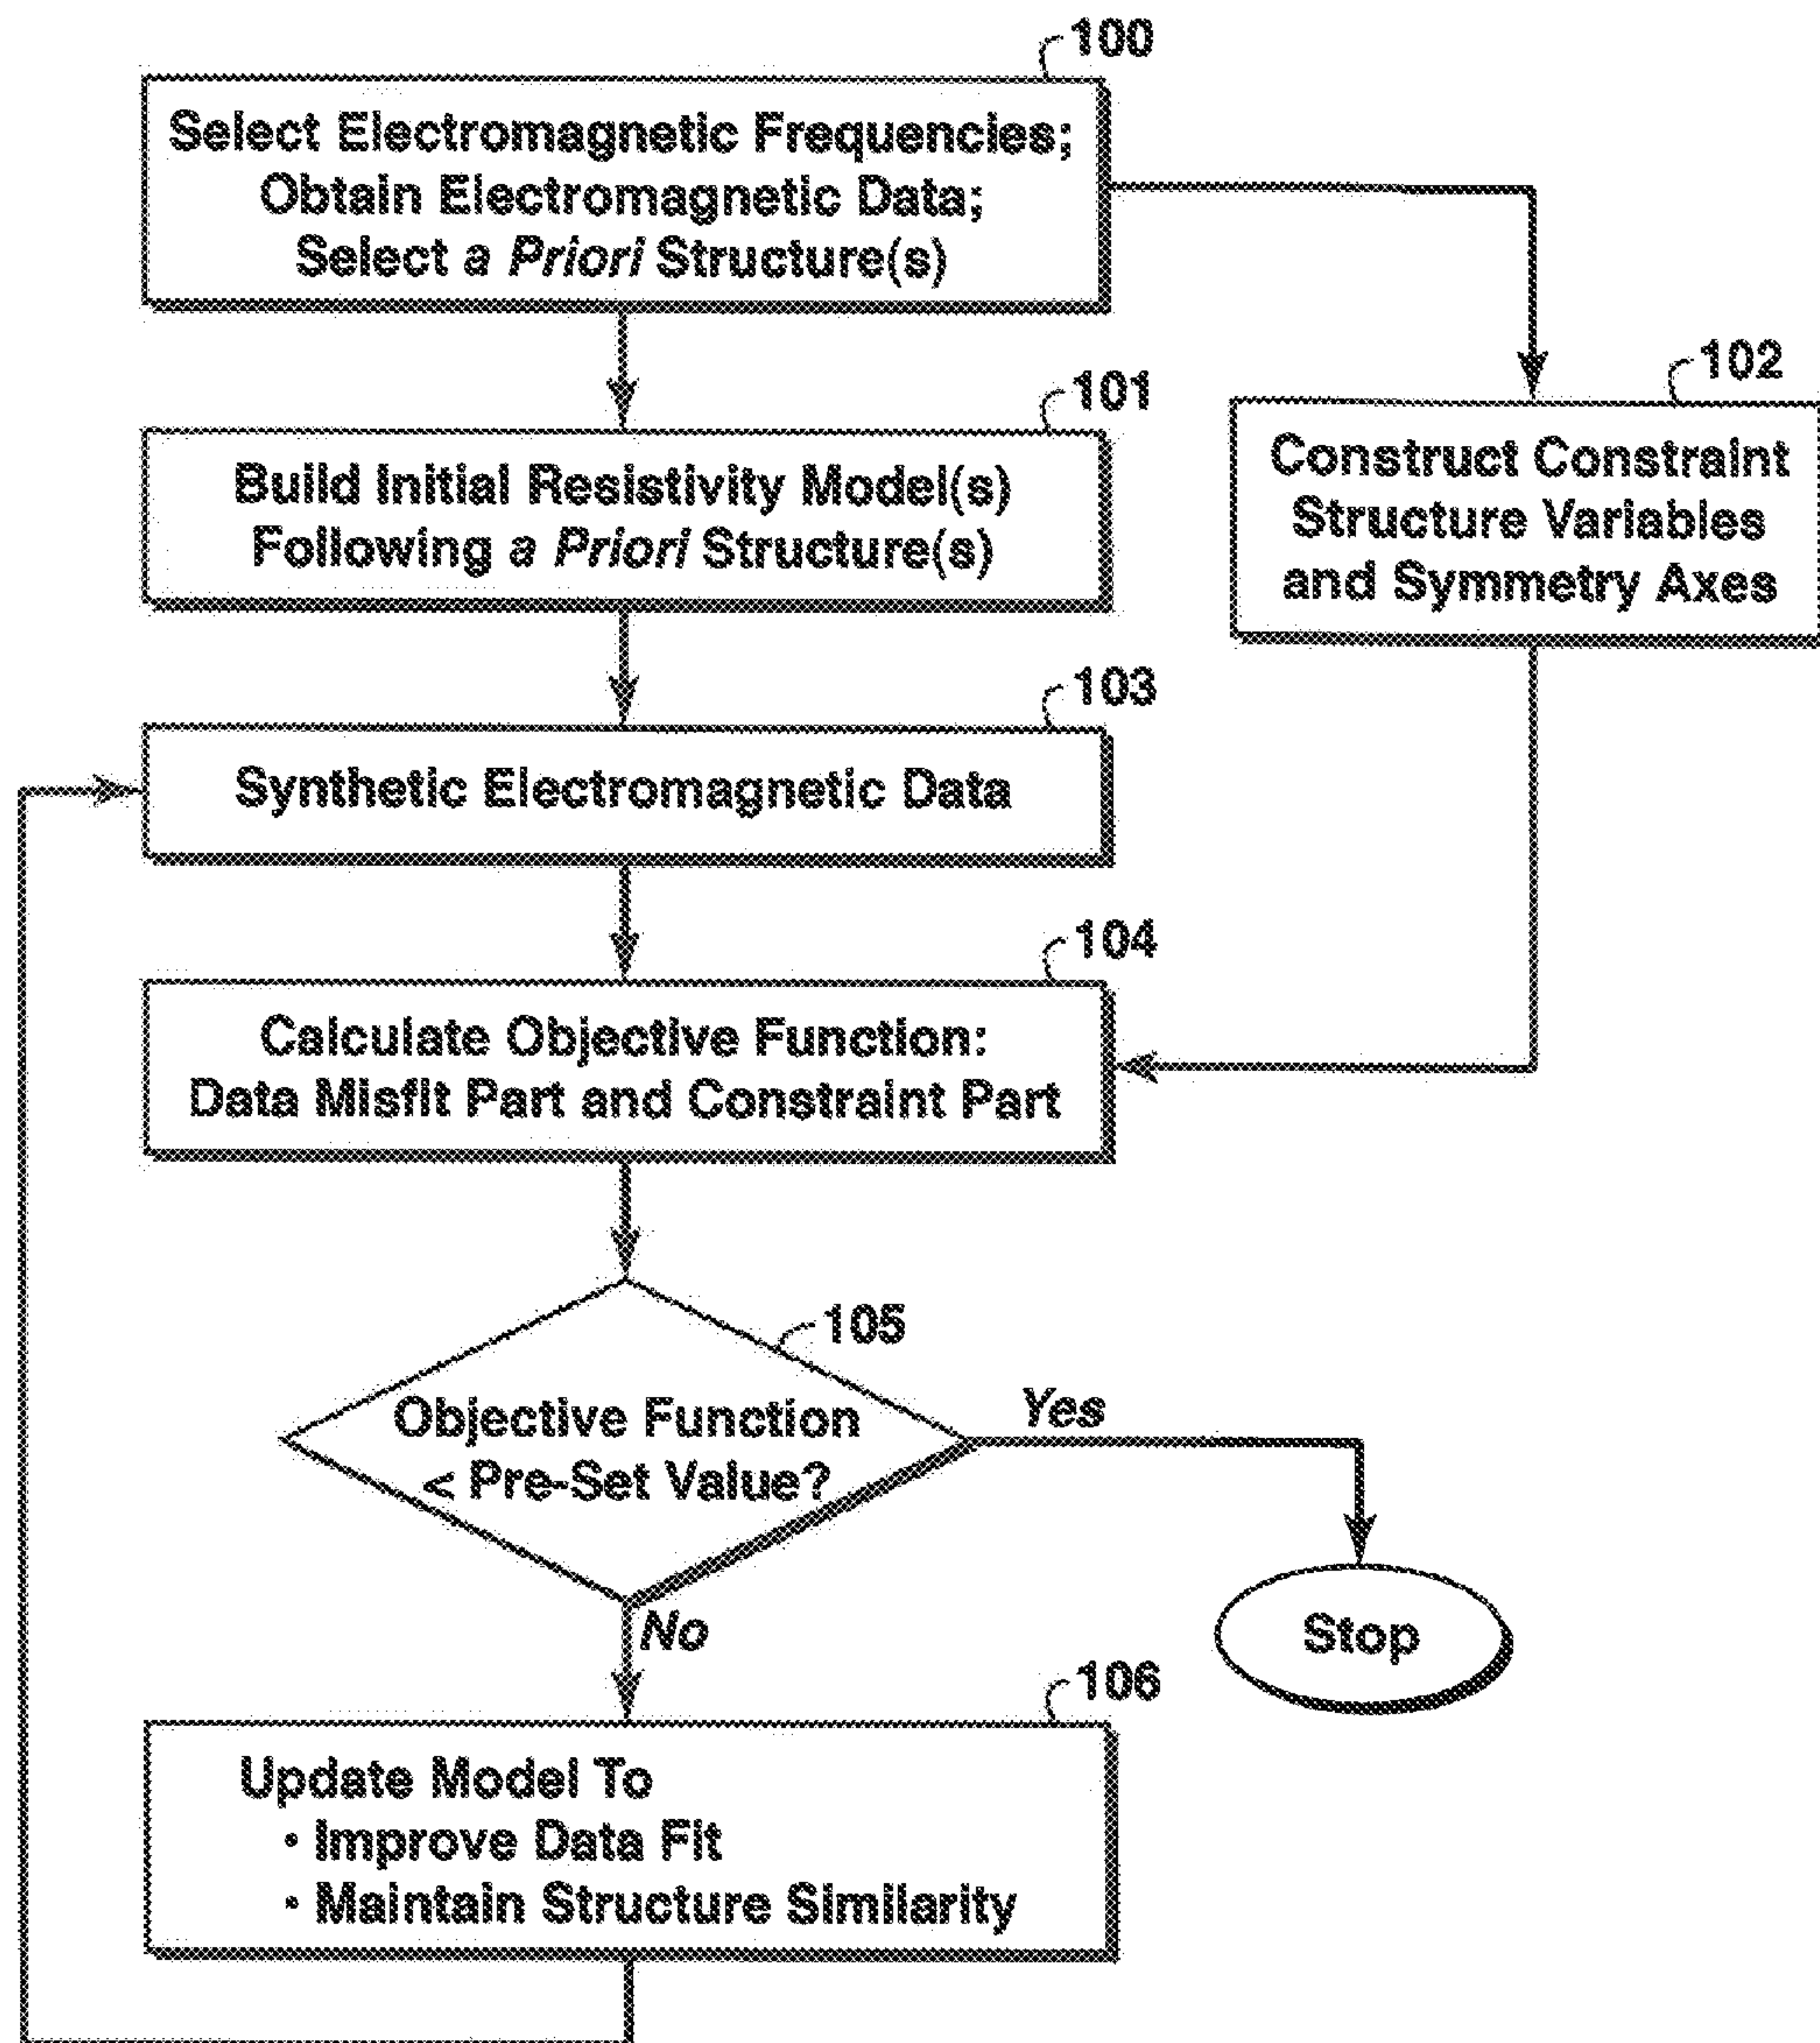 100
Select Electromagnetic Frequencies;
Obtain Electromagnetic Data;
Select a Priori Structure(s)
101
Build Initial Resistivity Model(s)
Following a Priori Structure(s)
102
Construct Constraint
Structure Variables
and Symmetry Axes
103
Synthetic Electromagnetic Data
104
Calculate Objective Function:
Data Misfit Part and Constraint Part
105
Objective Function
< Pre-Set Value?
Yes
Stop
No
106
Update Model To
• Improve Data Fit
• Maintain Structure Similarity